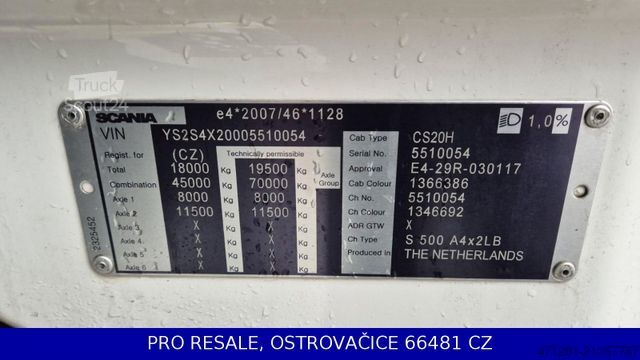 Truck
Scout24
SCANIA e4*2007/46*1128
VIN YS2S4X20005510054
Regist. for (CZ) Technically permissible
Total 18000 Kg 19500 Kg
Combination 45000 Kg 70000 Kg Axle Group
Axle 1 8000 Kg 8000 Kg
Axle 2 11500 Kg 11500 Kg
Axle 3 X Kg X Kg
Axle 4 X Kg X Kg
Axle 5 X Kg X Kg
Axle 6 X Kg X Kg
2325452
1,0%
Cab Type CS20H
Serial No. 5510054
Approval E4-29R-030117
Cab Colour 1366386
Ch No. 5510054
Ch Colour 1346692
ADR GTW X
Ch Type S 500 A4x2LB
Produced in THE NETHERLANDS
PRO RESALE, OSTROVAČICE 66481 CZ